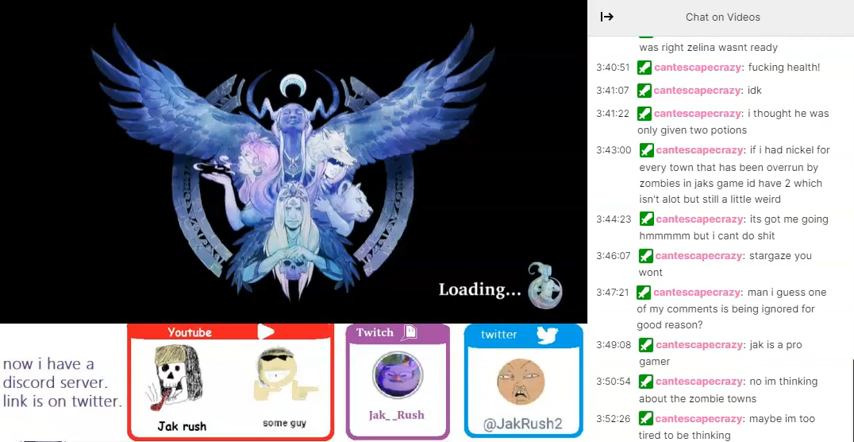 Loading...
now i have a
discord server.
link is on twitter.
Youtube
Jak rush
some guy
Twitch
Jak__Rush
twitter
@JakRush2
Chat on Videos
was right zelina wasnt ready
3:40:51 cantescapecrazy: fucking health!
3:41:07 cantescapecrazy: idk
3:41:22 cantescapecrazy: i thought he was
only given two potions
3:43:00 cantescapecrazy: if i had nickel for
every town that has been overrun by
zombies in jaks game id have 2 which
isn't alot but still a little weird
3:44:23 cantescapecrazy: its got me going
hmmmmm but i cant do shit
3:46:07 cantescapecrazy: stargaze you
wont
3:47:21 cantescapecrazy: man i guess one
of my comments is being ignored for
good reason?
3:49:08 cantescapecrazy: jak is a pro
gamer
3:50:54 cantescapecrazy: no im thinking
about the zombie towns
3:52:26 cantescapecrazy: maybe im too
tired to be thinking